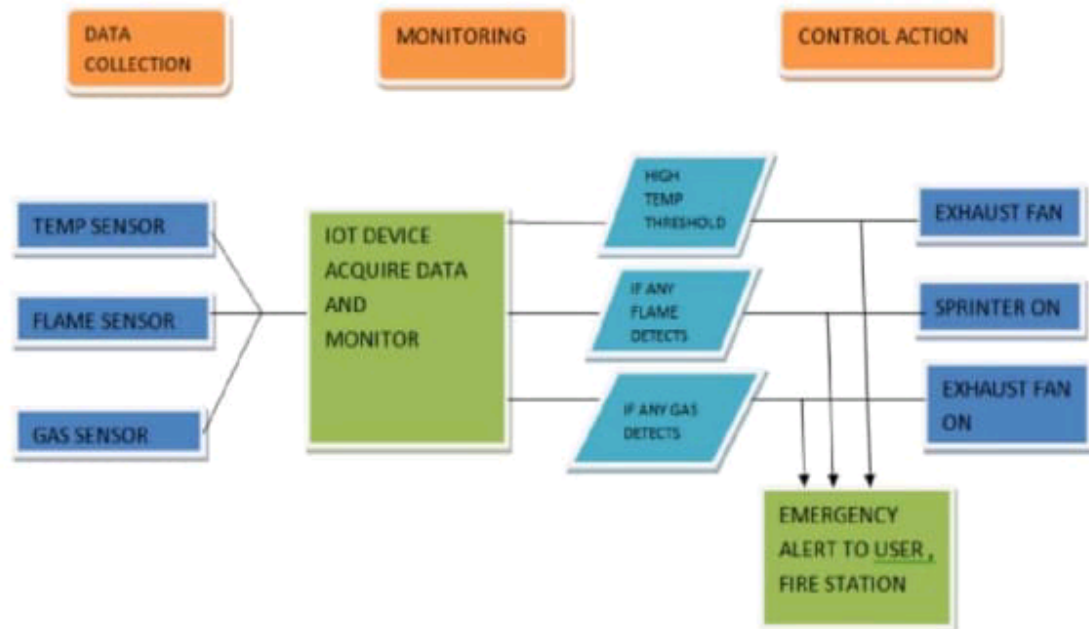 DATA
COLLECTION
MONITORING
CONTROL ACTION
TEMP SENSOR
FLAME SENSOR
GAS SENSOR
IOT DEVICE
ACQUIRE DATA
AND
MONITOR
HIGH
TEMP
THRESHOLD
IF ANY
FLAME
DETECTS
IF ANY GAS
DETECTS
EXHAUST FAN
SPRINTER ON
EXHAUST FAN
ON
EMERGENCY
ALERT TO USER ,
FIRE STATION